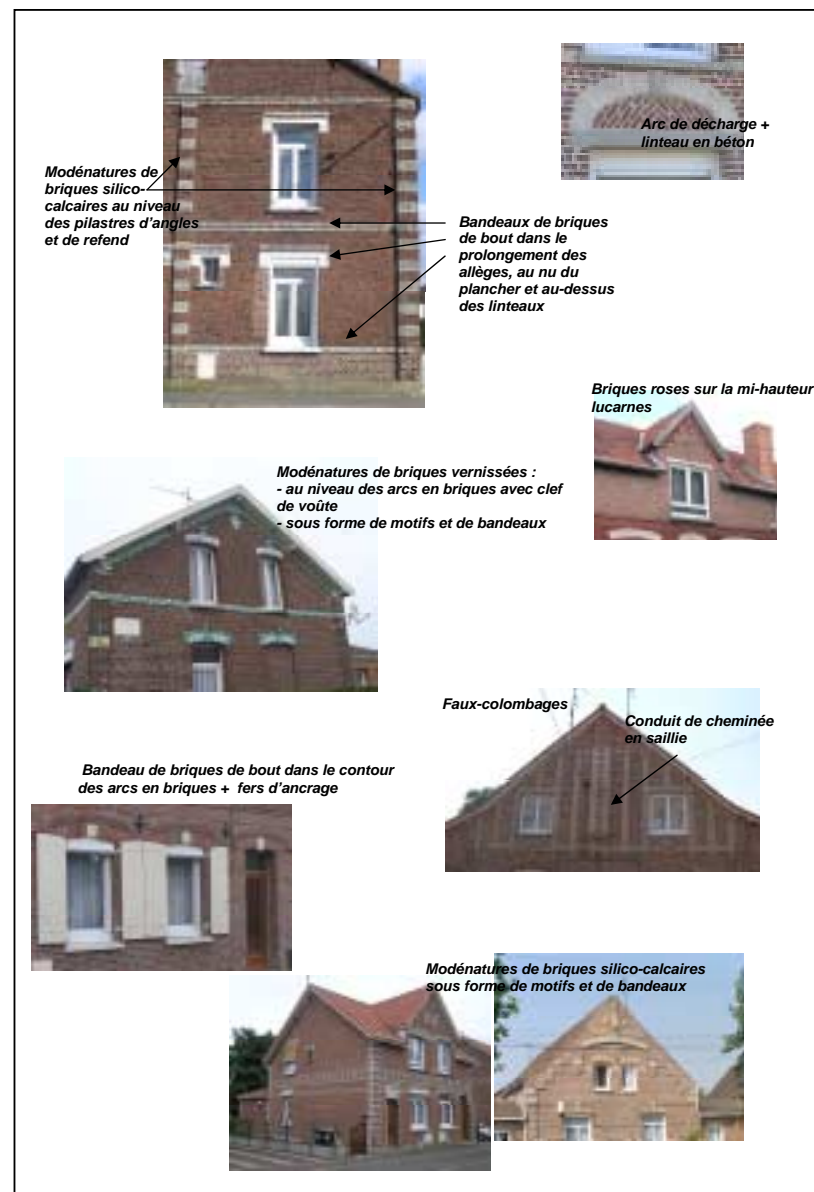 Arc de décharge +
linteau en béton
Modénatures de
briques silico-
calcaires au niveau
des pilastres d'angles
et de refend
Bandeaux de briques
de bout dans le
prolongement des
allèges, au nu du
plancher et au-dessus
des linteaux
Briques roses sur la mi-hauteur
lucarnes
Modénatures de briques vernissées :
- au niveau des arcs en briques avec clef
de voûte
- sous forme de motifs et de bandeaux
Faux-colombages
Conduit de cheminée
en saillie
Bandeau de briques de bout dans le contour
des arcs en briques + fers d'ancrage
Modénatures de briques silico-calcaires
sous forme de motifs et de bandeaux